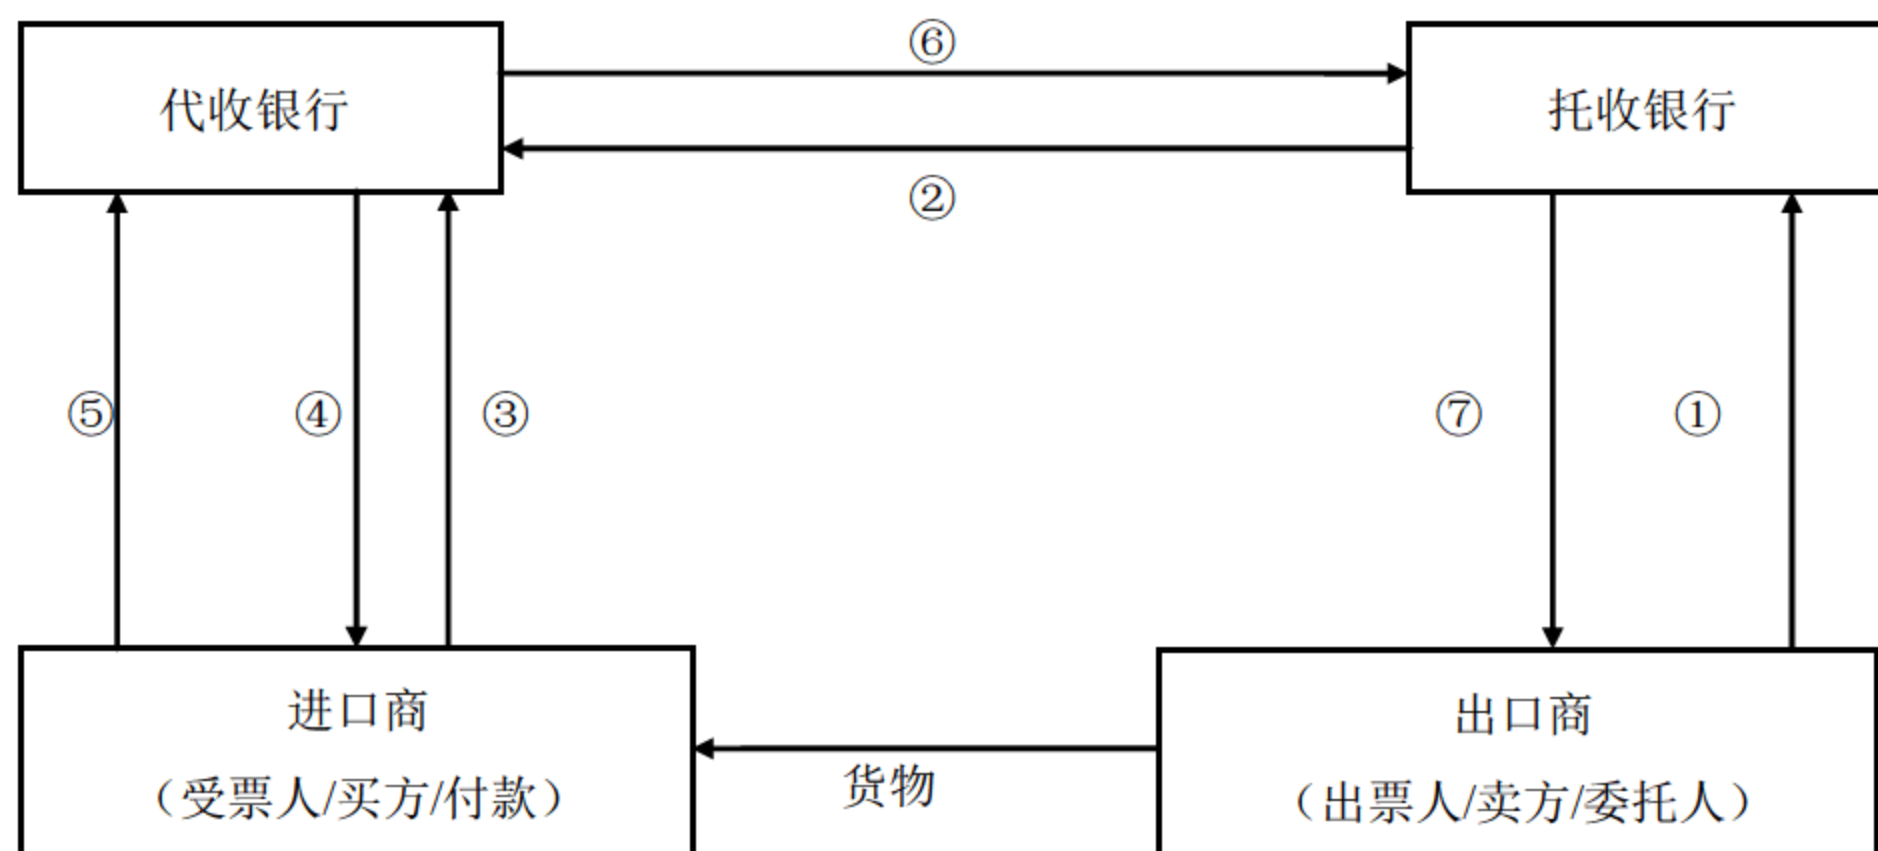 ⑥
代收银行
托收银行
②
⑤
④
③
⑦
①
进口商
出口商
(受票人/买方/付款)
货物
(出票人/卖方/委托人)